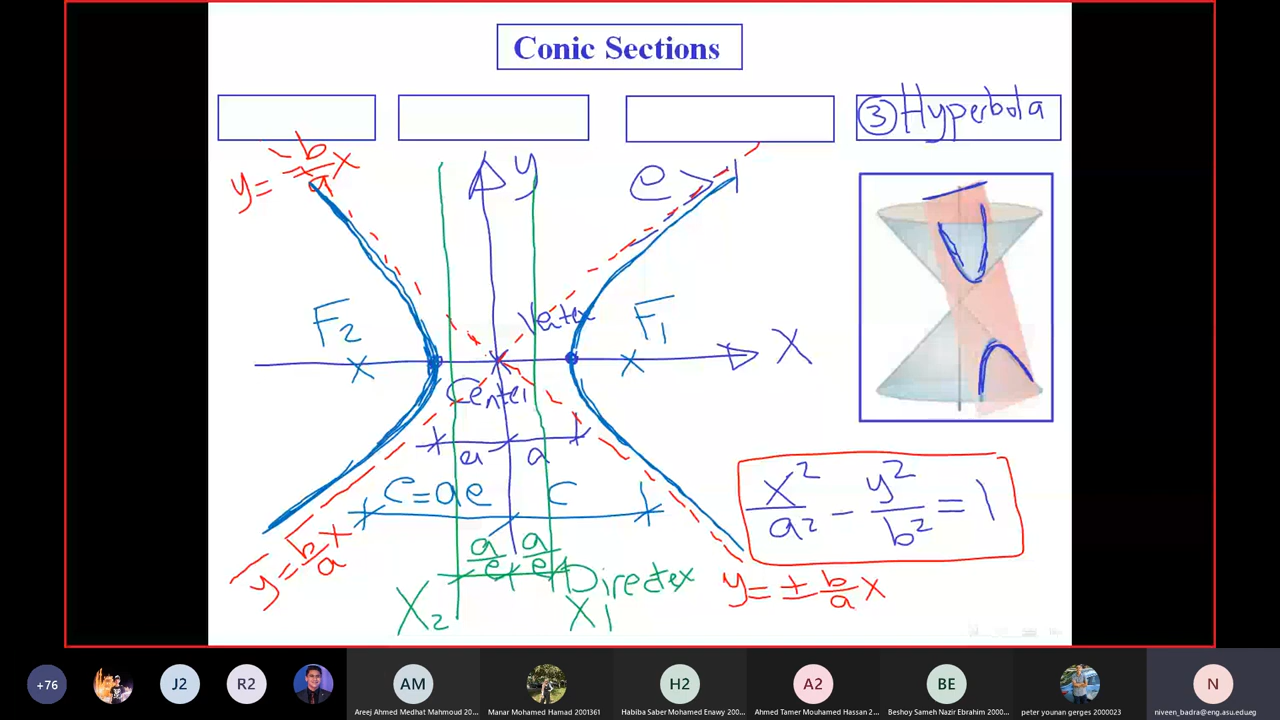 Conic Sections
③ Hyperbola
y = -b/a x
y
e > 1
F2
Vertex
F1
X
Center
a
a
C = ae
C
x²/a² - y²/b² = 1
y = b/a x
a/e
a/e
Directex
X2
X1
y = ± b/a x
+76
J2
R2
AM
H2
A2
BE
N
Areej Ahmed Medhat Mahmoud 20...
Manar Mohamed Hamad 2001361
Habiba Saber Mohamed Enawy 200...
Ahmed Tamer Mouhamed Hassan 2...
Beshoy Sameh Nazir Ebrahim 2000...
peter younan gerges 2000023
niveen_badra@eng.asu.edu.eg